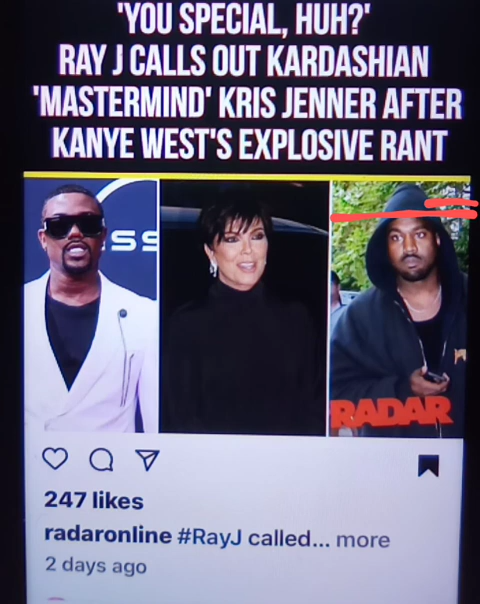 'YOU SPECIAL, HUH?'
RAY J CALLS OUT KARDASHIAN
'MASTERMIND' KRIS JENNER AFTER
KANYE WEST'S EXPLOSIVE RANT
SS
RADAR
247 likes
radaronline #RayJ called... more
2 days ago